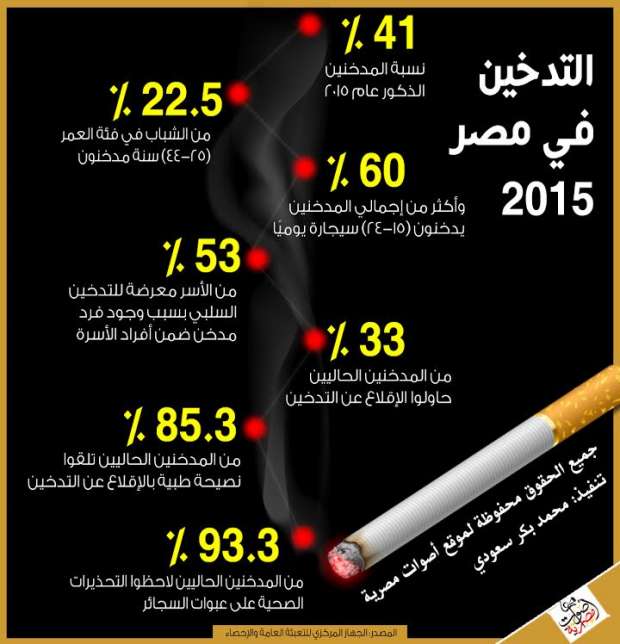 التدخين
في مصر
2015
41 ٪
نسبة المدخنين
الذكور عام ٢٠١٥
22.5 ٪
من الشباب في فئة العمر
(٢٥-٤٤) سنة مدخنون
60 ٪
وأكثر من إجمالي المدخنين
يدخنون (١٥-٢٤) سيجارة يوميًا
53 ٪
من الأسر معرضة للتدخين
السلبي بسبب وجود فرد
مدخن ضمن أفراد الأسرة
33 ٪
من المدخنين الحاليين
حاولوا الإقلاع عن التدخين
85.3 ٪
من المدخنين الحاليين تلقوا
نصيحة طبية بالإقلاع عن التدخين
93.3 ٪
من المدخنين الحاليين لاحظوا التحذيرات
الصحية على عبوات السجائر
جميع الحقوق محفوظة لموقع أصوات مصرية
تنفيذ: محمد بكر سعودي
أصوات مصرية
المصدر: الجهاز المركزي للتعبئة العامة والإحصاء